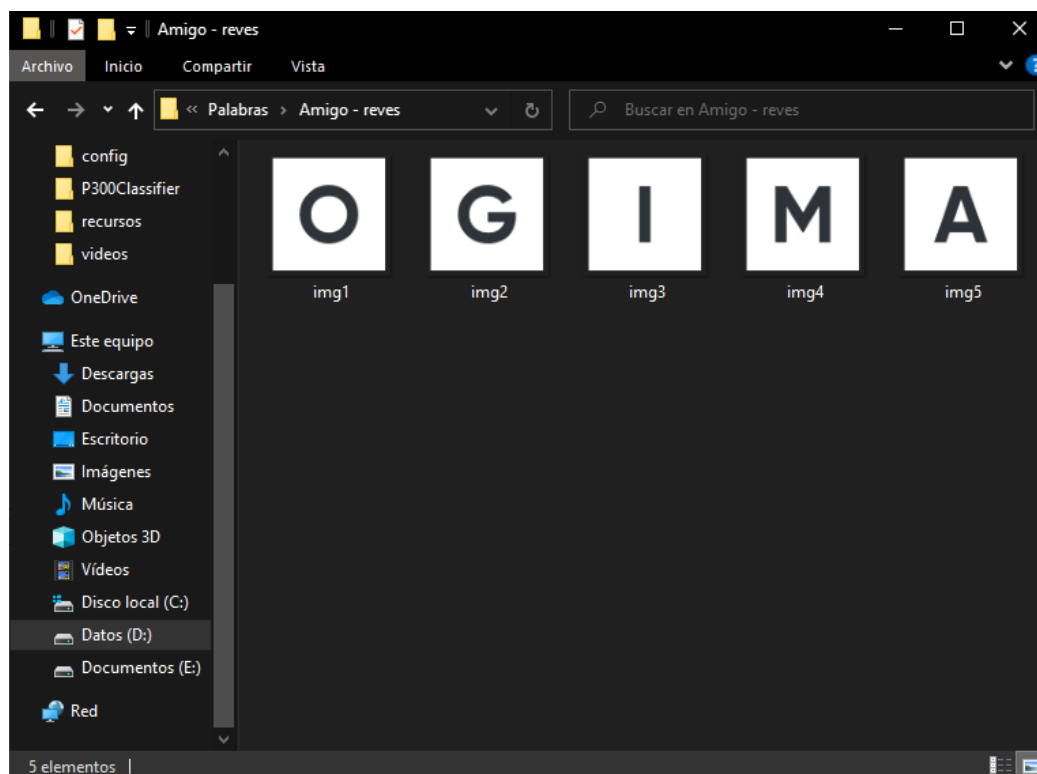 Amigo - reves
Archivo Inicio Compartir Vista
« Palabras › Amigo - reves Buscar en Amigo - reves
config
P300Classifier
recursos
videos
OneDrive
Este equipo
Descargas
Documentos
Escritorio
Imágenes
Música
Objetos 3D
Vídeos
Disco local (C:)
Datos (D:)
Documentos (E:)
Red
O G I M A
img1 img2 img3 img4 img5
5 elementos